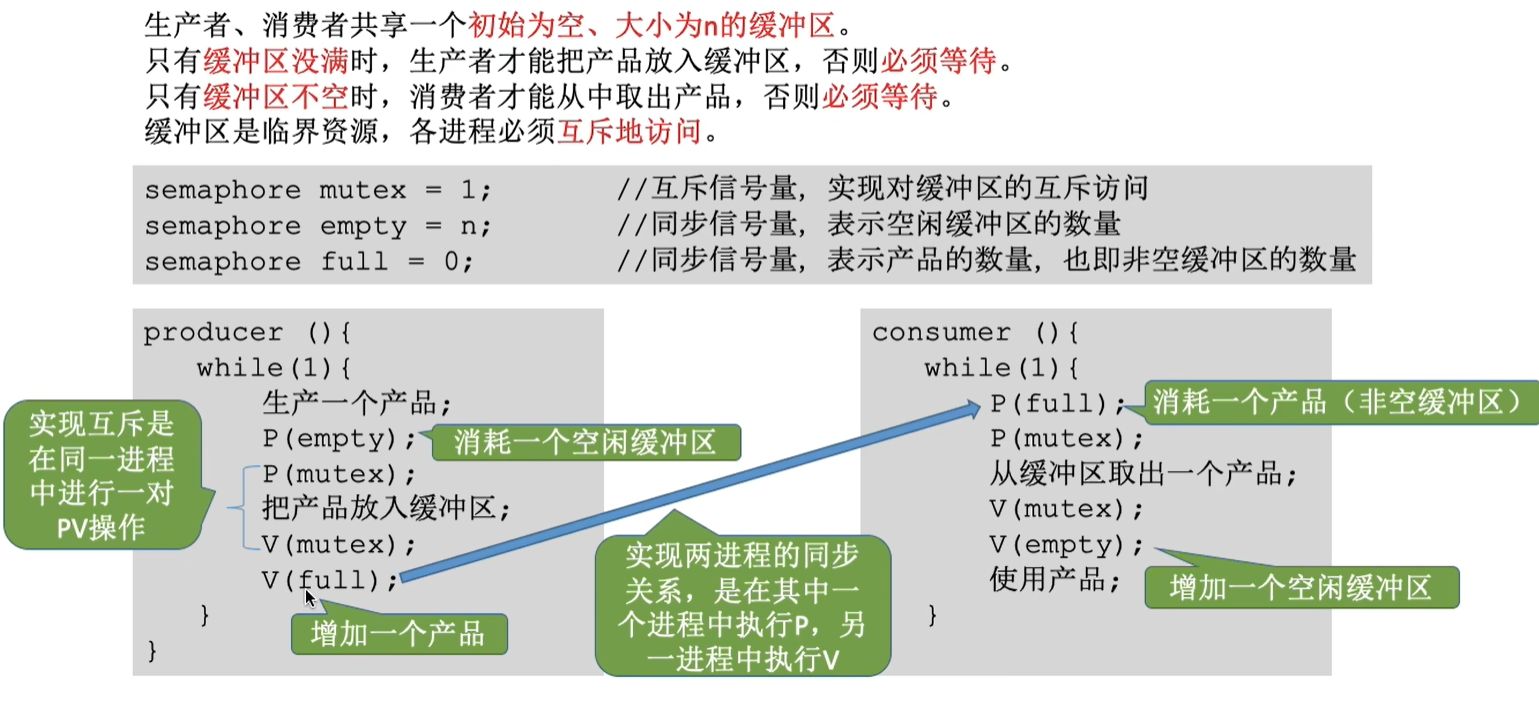 生产者、消费者共享一个初始为空、大小为n的缓冲区。
只有缓冲区没满时，生产者才能把产品放入缓冲区，否则必须等待。
只有缓冲区不空时，消费者才能从中取出产品，否则必须等待。
缓冲区是临界资源，各进程必须互斥地访问。
semaphore mutex = 1; //互斥信号量, 实现对缓冲区的互斥访问
semaphore empty = n; //同步信号量, 表示空闲缓冲区的数量
semaphore full = 0; //同步信号量, 表示产品的数量, 也即非空缓冲区的数量
producer (){
while(1){
生产一个产品;
P(empty);
P(mutex);
把产品放入缓冲区;
V(mutex);
V(full);
}
}
实现互斥是
在同一进程
中进行一对
PV操作
消耗一个空闲缓冲区
增加一个产品
实现两进程的同步
关系，是在其中一
个进程中执行P，另
一进程中执行V
consumer (){
while(1){
P(full);
P(mutex);
从缓冲区取出一个产品;
V(mutex);
V(empty);
使用产品;
}
消耗一个产品（非空缓冲区）
增加一个空闲缓冲区